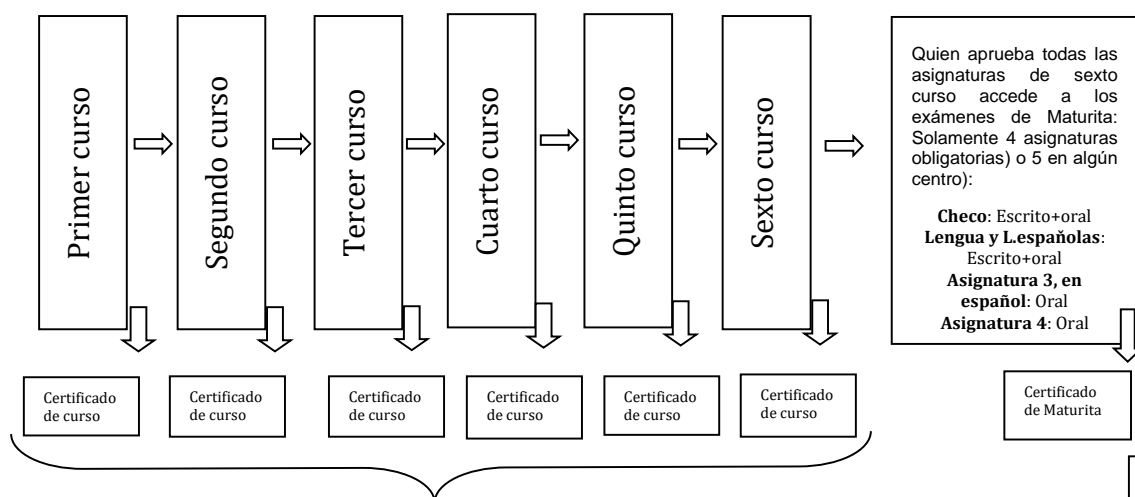 Primer curso
Segundo curso
Tercer curso
Cuarto curso
Quinto curso
Sexto curso
Quien aprueba todas las
asignaturas de sexto
curso accede a los
exámenes de Maturita:
Solamente 4 asignaturas
obligatorias) o 5 en algún
centro):
Checo: Escrito+oral
Lengua y L.espaňolas:
Escrito+oral
Asignatura 3, en
español: Oral
Asignatura 4: Oral
Certificado
de curso
Certificado
de curso
Certificado
de curso
Certificado
de curso
Certificado
de curso
Certificado
de curso
Certificado
de Maturita